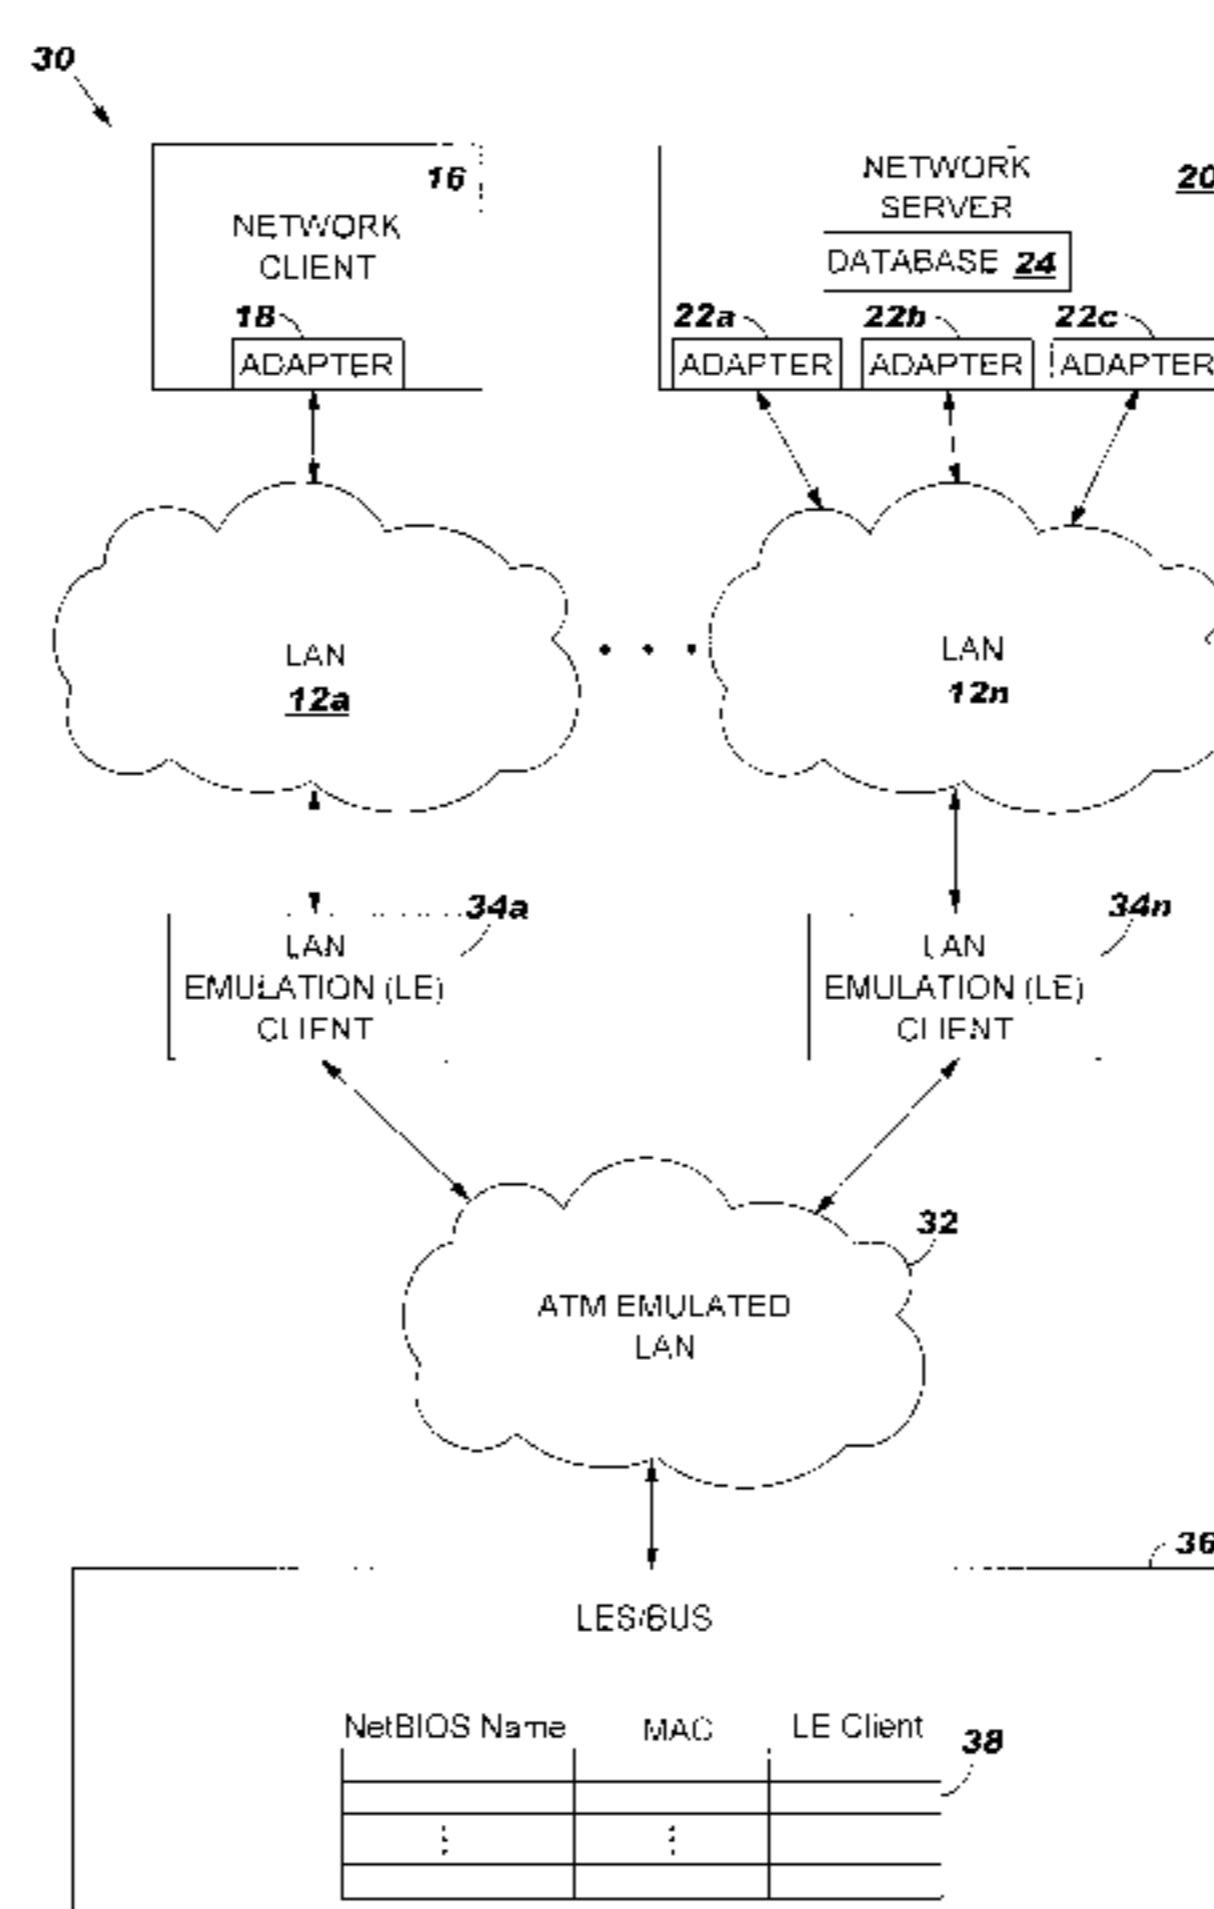 30
16
NETWORK
CLIENT
18
ADAPTER
NETWORK
SERVER
20
DATABASE 24
22a
22b
22c
ADAPTER
ADAPTER
ADAPTER
LAN
12a
LAN
12n
34a
LAN
EMULATION (LE)
CLIENT
34n
LAN
EMULATION (LE)
CLIENT
32
ATM EMULATED
LAN
36
LES/BUS
NetBIOS Name
MAC
LE Client
38